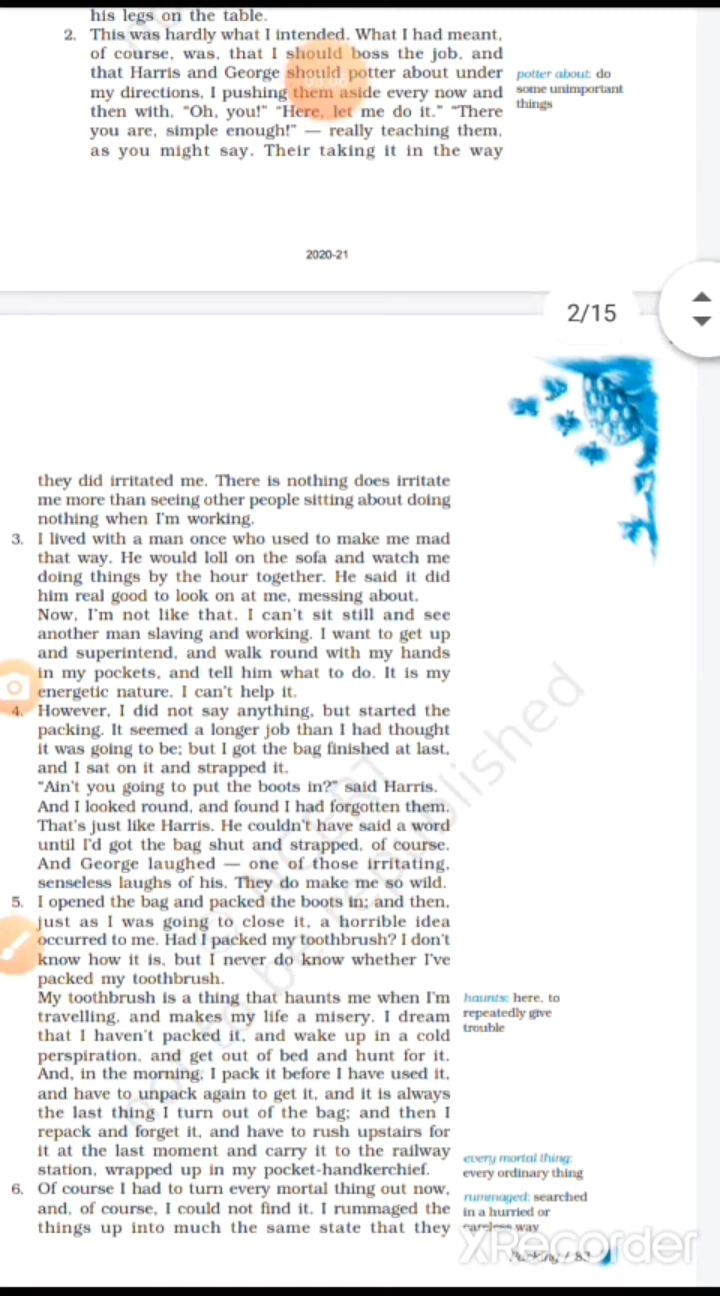 his legs on the table.
2. This was hardly what I intended. What I had meant,
of course, was, that I should boss the job, and
that Harris and George should potter about under
my directions, I pushing them aside every now and
then with, “Oh, you!” “Here, let me do it.” “There
you are, simple enough!” — really teaching them,
as you might say. Their taking it in the way
potter about: do
some unimportant
things
2020-21
2/15
they did irritated me. There is nothing does irritate
me more than seeing other people sitting about doing
nothing when I'm working.
3. I lived with a man once who used to make me mad
that way. He would loll on the sofa and watch me
doing things by the hour together. He said it did
him real good to look on at me, messing about.
Now, I'm not like that. I can't sit still and see
another man slaving and working. I want to get up
and superintend, and walk round with my hands
in my pockets, and tell him what to do. It is my
energetic nature. I can't help it.
4. However, I did not say anything, but started the
packing. It seemed a longer job than I had thought
it was going to be; but I got the bag finished at last,
and I sat on it and strapped it.
“Ain't you going to put the boots in?” said Harris.
And I looked round, and found I had forgotten them.
That's just like Harris. He couldn't have said a word
until I'd got the bag shut and strapped, of course.
And George laughed — one of those irritating,
senseless laughs of his. They do make me so wild.
5. I opened the bag and packed the boots in; and then,
just as I was going to close it, a horrible idea
occurred to me. Had I packed my toothbrush? I don't
know how it is, but I never do know whether I've
packed my toothbrush.
My toothbrush is a thing that haunts me when I'm
travelling, and makes my life a misery. I dream
that I haven't packed it, and wake up in a cold
perspiration, and get out of bed and hunt for it.
And, in the morning, I pack it before I have used it,
and have to unpack again to get it, and it is always
the last thing I turn out of the bag; and then I
repack and forget it, and have to rush upstairs for
it at the last moment and carry it to the railway
station, wrapped up in my pocket-handkerchief.
haunts: here, to
repeatedly give
trouble
6. Of course I had to turn every mortal thing out now,
and, of course, I could not find it. I rummaged the
things up into much the same state that they
every mortal thing:
every ordinary thing
rummaged: searched
in a hurried or
careless way
Packing / 83
XRecorder
not to be republished